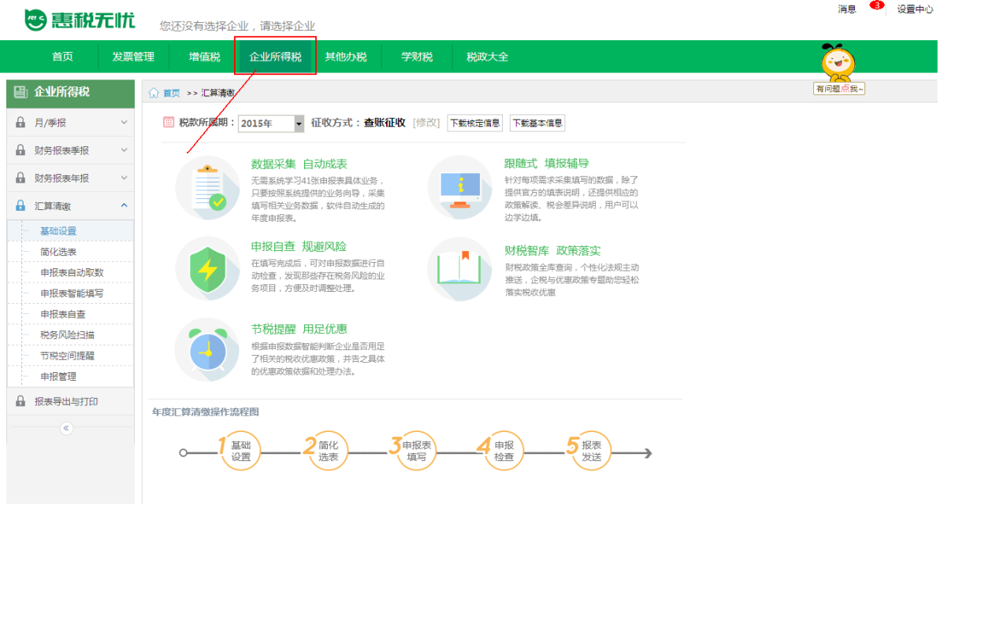 消息 3 设置中心
惠税无忧 您还没有选择企业，请选择企业
首页 发票管理 增值税 企业所得税 其他办税 学财税 税政大全
有问题点我~
企业所得税
首页 >> 汇算清缴
月/季报
财务报表季报
财务报表年报
汇算清缴
基础设置
简化选表
申报表自动取数
申报表智能填写
申报表自查
税务风险扫描
节税空间提醒
申报管理
报表导出与打印
税款所属期： 2015年 征收方式：查账征收 [修改] 下载核定信息 下载基本信息
数据采集 自动成表
无需系统学习41张申报表具体业务，
只要按照系统提供的业务向导，采集
填写相关业务数据，软件自动生成的
年度申报表。
跟随式 填报辅导
针对每项需求采集填写的数据，除了
提供官方的填表说明，还提供相应的
政策解读、税会差异说明，用户可以
边学边填。
申报自查 规避风险
在填写完成后，可对申报数据进行自
动检查，发现那些存在税务风险的业
务项目，方便及时调整处理。
财税智库 政策落实
财税政策全库查询，个性化法规主动
推送，企税与优惠政策专题助您轻松
落实税收优惠
节税提醒 用足优惠
根据申报数据智能判断企业是否用足
了相关的税收优惠政策，并告之具体
的优惠政策依据和处理办法。
年度汇算清缴操作流程图
1 基础
设置
2 简化
选表
3 申报表
填写
4 申报
检查
5 报表
发送